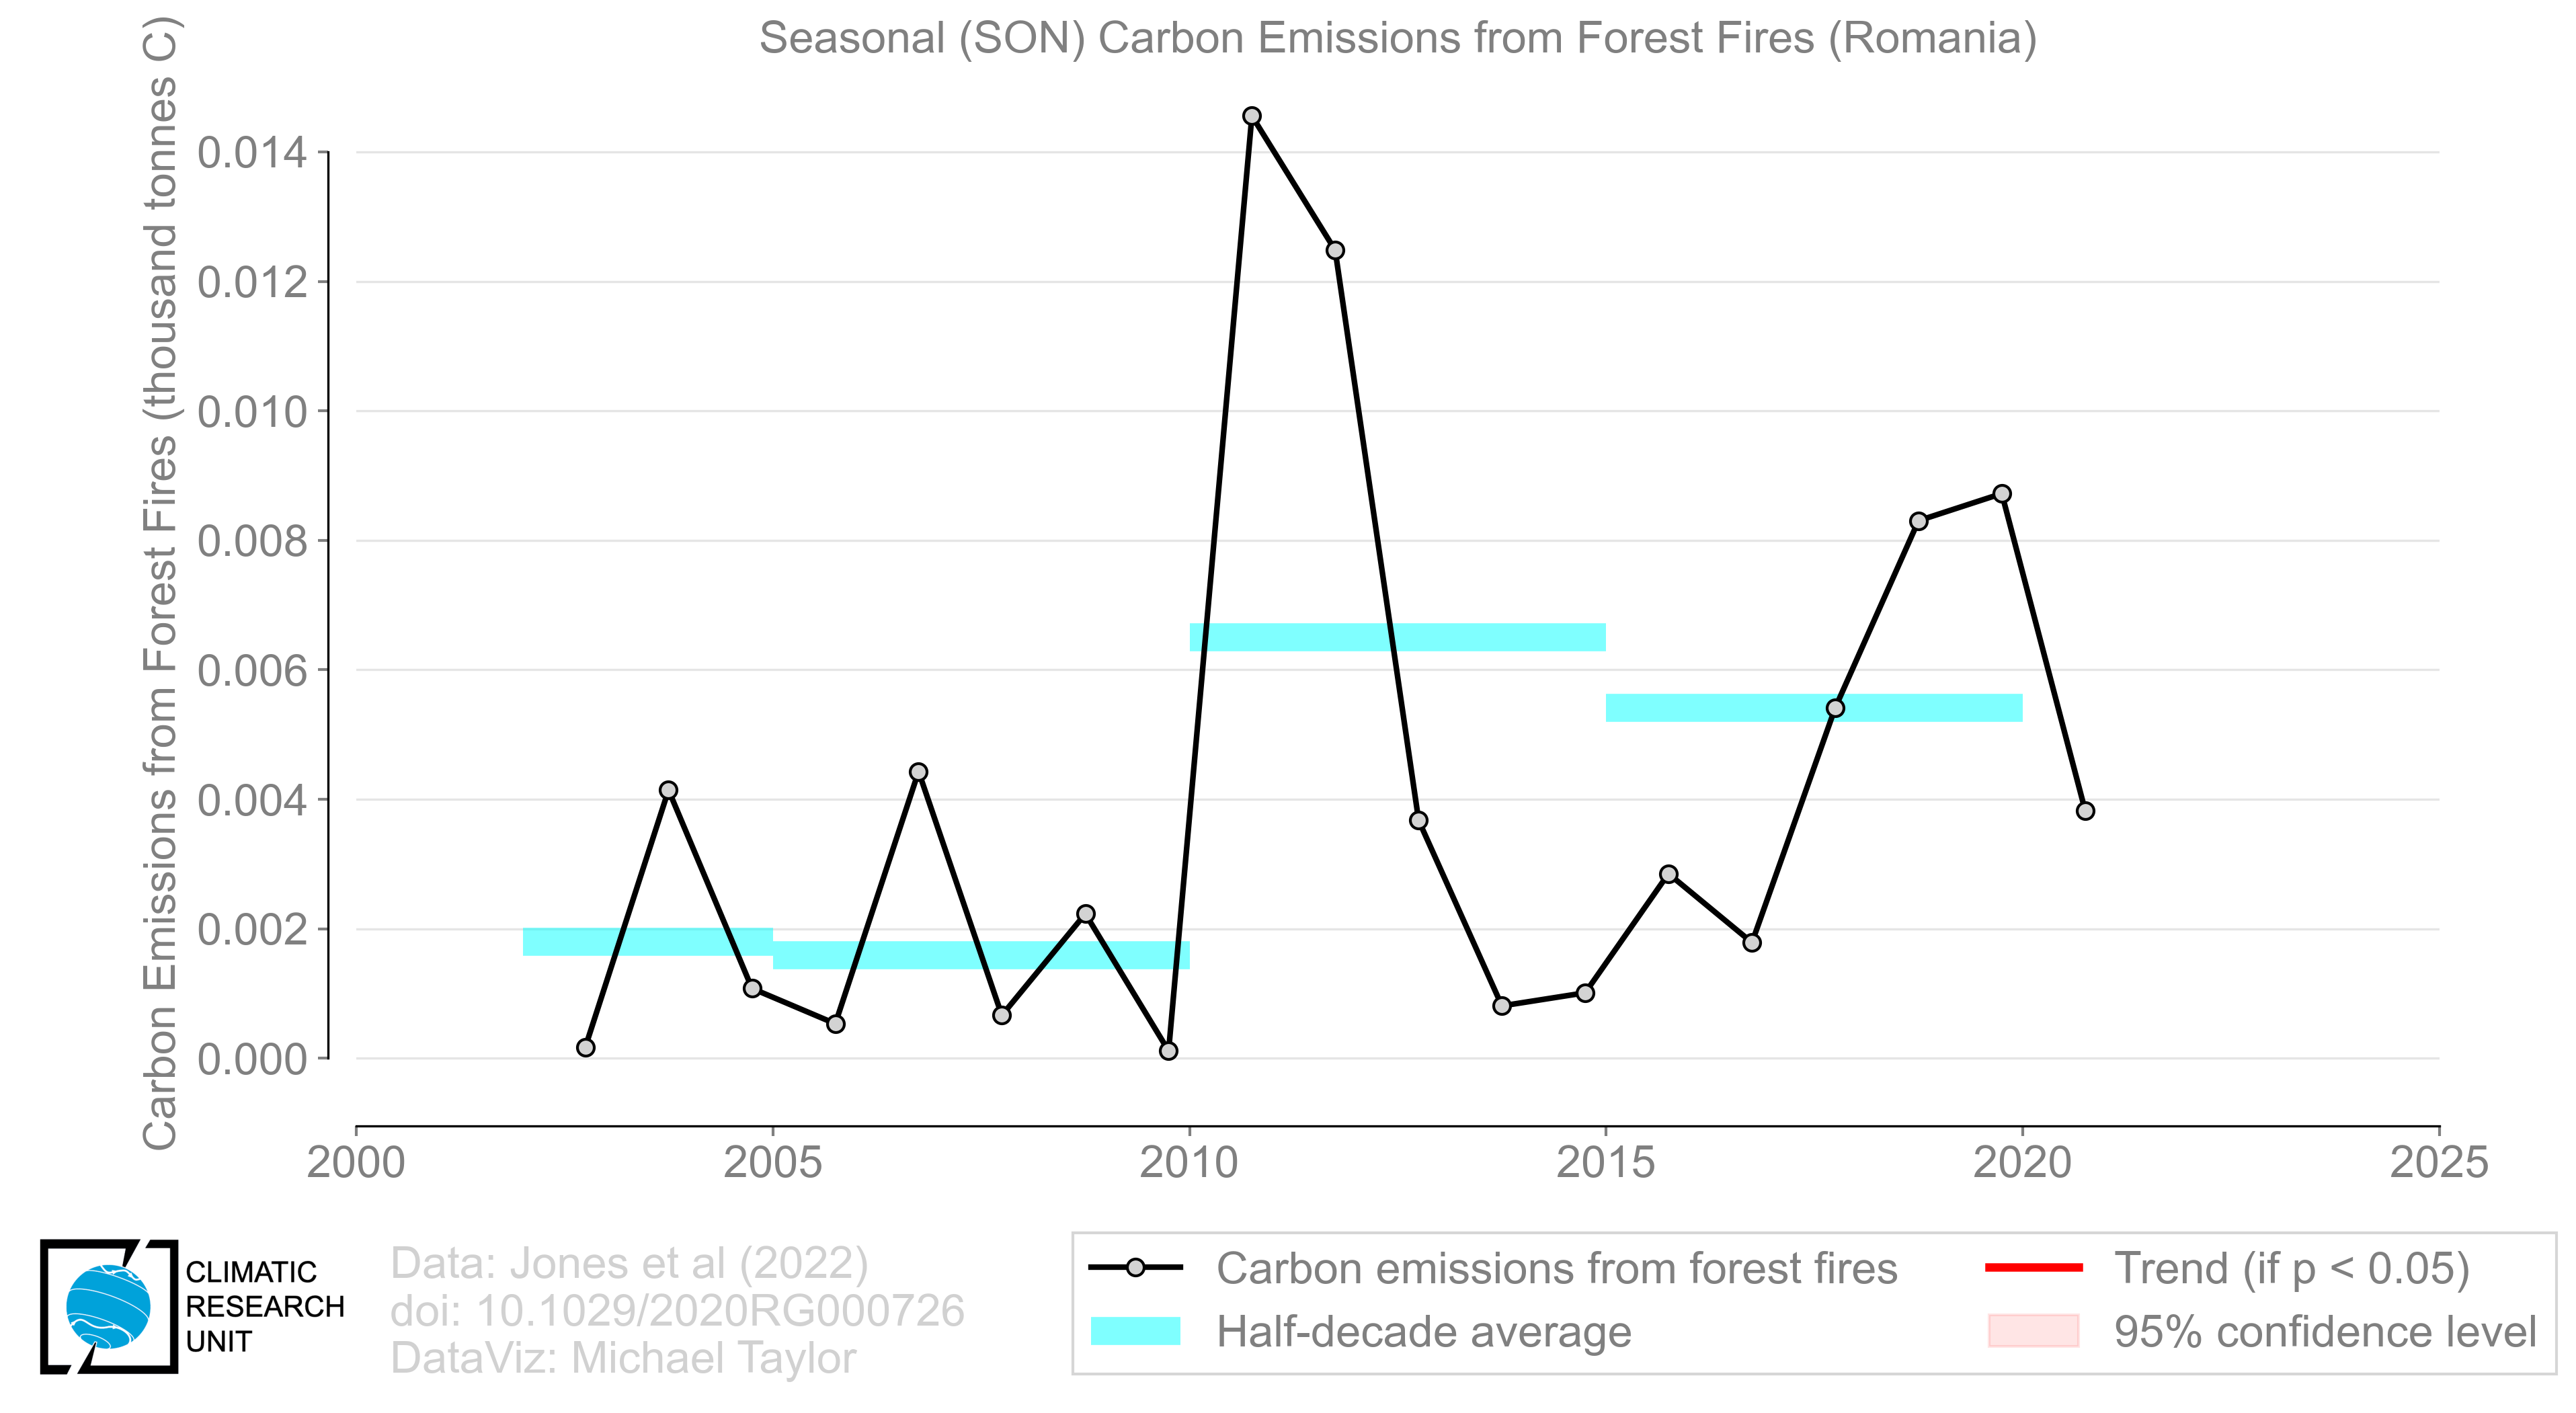 Seasonal (SON) Carbon Emissions from Forest Fires (Romania)
Carbon Emissions from Forest Fires (thousand tonnes C)
0.014
0.012
0.010
0.008
0.006
0.004
0.002
0.000
2000 2005 2010 2015 2020 2025
CLIMATIC
RESEARCH
UNIT
Data: Jones et al (2022)
doi: 10.1029/2020RG000726
DataViz: Michael Taylor
Carbon emissions from forest fires
Half-decade average
Trend (if p < 0.05)
95% confidence level